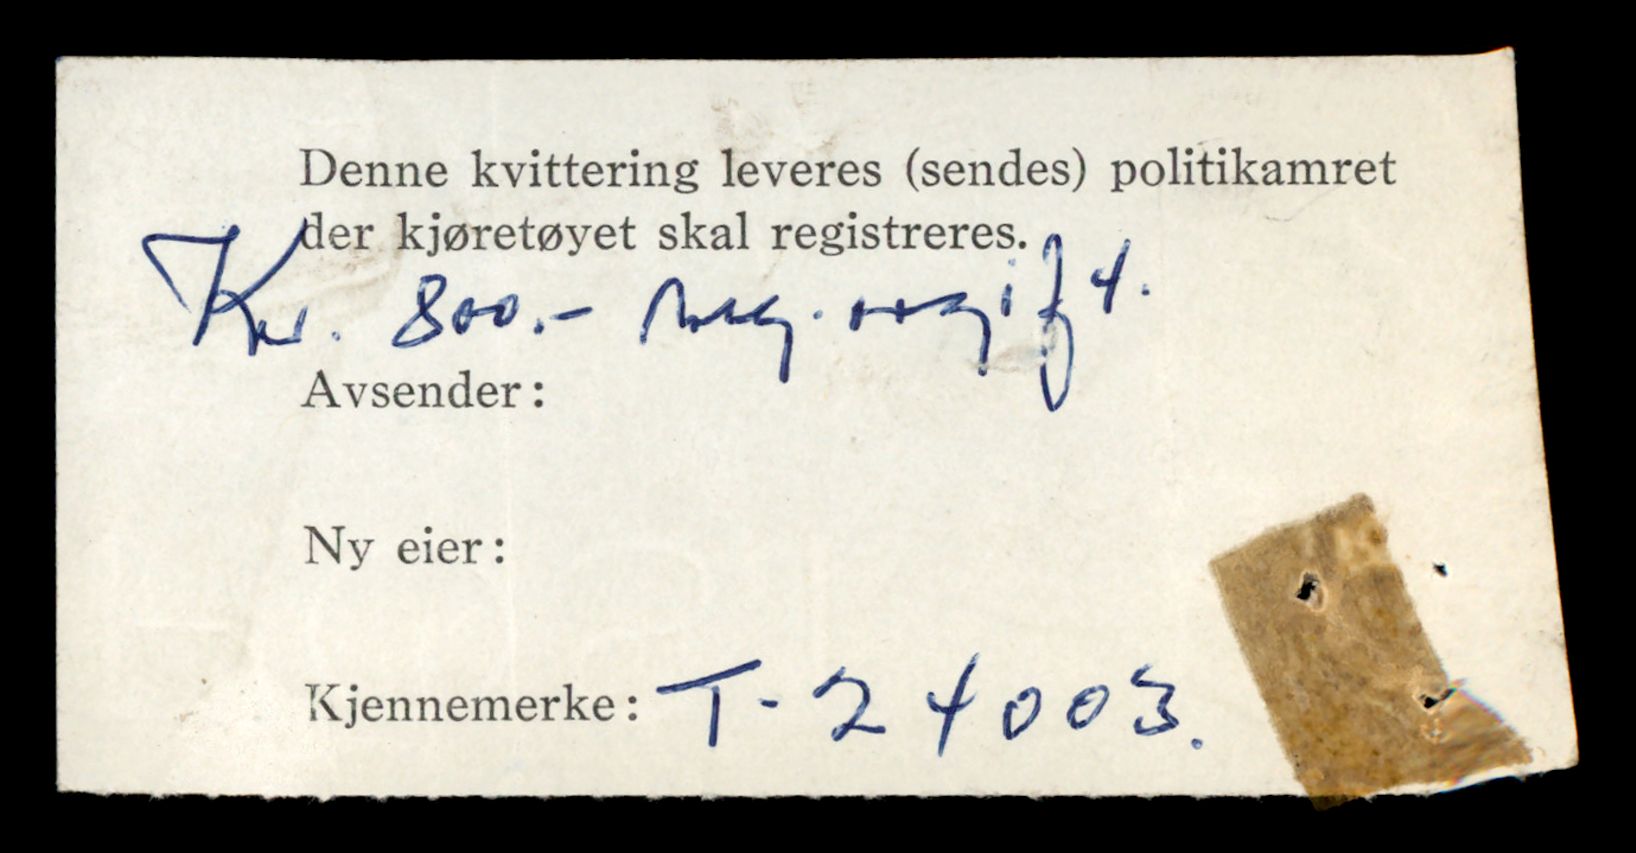 Denne kvittering leveres (sendes) politikamret
der kjøretøyet skal registreres.
Kr. 800.- reg. avgift.
Avsender:
Ny eier:
Kjennemerke: T-24003.